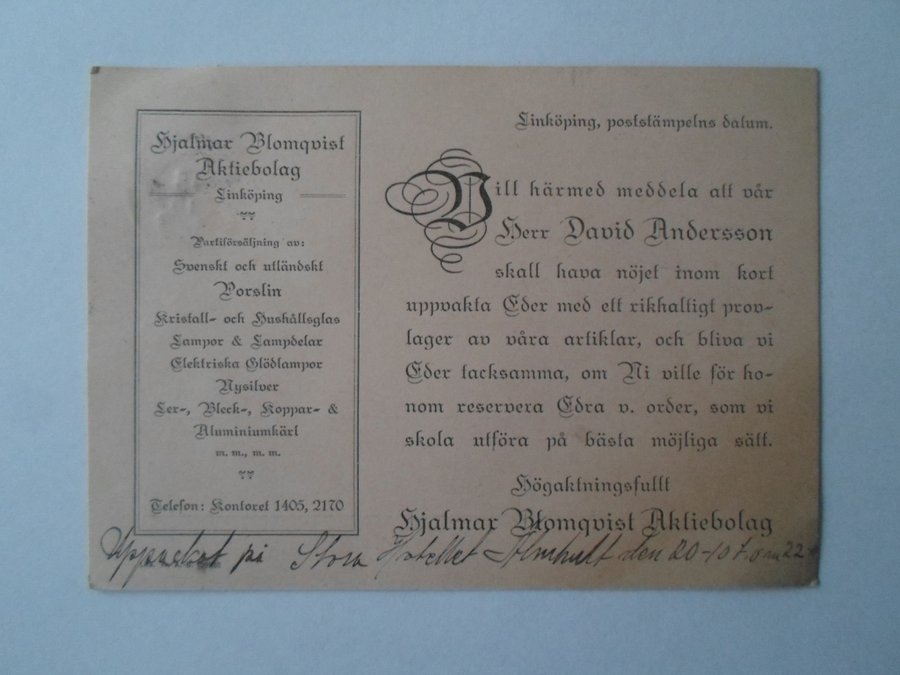 Hjalmar Blomqvist
Aktiebolag
Linköping
Partiförsäljning av:
Svenskt och utländskt
Porslin
Kristall- och Hushållsglas
Lampor & Lampdelar
Elektriska Glödlampor
Nysilver
Ler-, Bleck-, Koppar- &
Aluminiumkärl
m. m., m. m.
Telefon: Kontoret 1405, 2170
Linköping, poststämpelns datum.
Vill härmed meddela att vår
Herr David Andersson
skall hava nöjet inom kort
uppvakta Eder med ett rikhaltigt prov-
lager av våra artiklar, och bliva vi
Eder tacksamma, om Ni ville för ho-
nom reservera Edra v. order, som vi
skola utföra på bästa möjliga sätt.
Högaktningsfullt
Hjalmar Blomqvist Aktiebolag
på Stora Hotellet Älmhult den 20-10